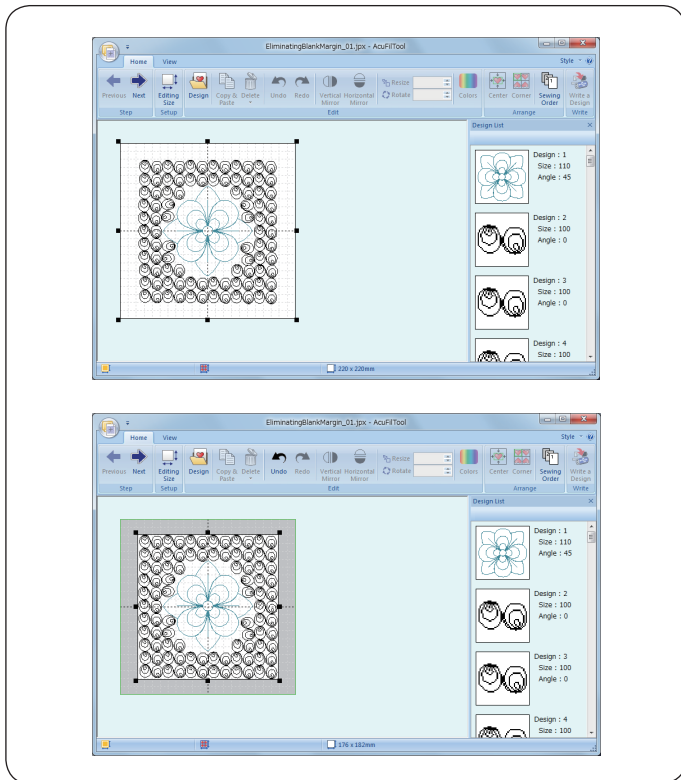 EliminatingBlankMargin_01.jpx - AcuFilTool
Home View Style
Previous Next Editing Size Design Copy & Paste Delete Undo Redo Vertical Mirror Horizontal Mirror Resize Rotate Colors Center Corner Sewing Order Write a Design
Step Setup Edit Arrange Write
Design List
Design : 1
Size : 110
Angle : 45
Design : 2
Size : 100
Angle : 0
Design : 3
Size : 100
Angle : 0
Design : 4
Size : 100
220 x 220mm
EliminatingBlankMargin_01.jpx - AcuFilTool
Home View Style
Previous Next Editing Size Design Copy & Paste Delete Undo Redo Vertical Mirror Horizontal Mirror Resize Rotate Colors Center Corner Sewing Order Write a Design
Step Setup Edit Arrange Write
Design List
Design : 1
Size : 110
Angle : 45
Design : 2
Size : 100
Angle : 0
Design : 3
Size : 100
Angle : 0
Design : 4
Size : 100
176 x 182mm